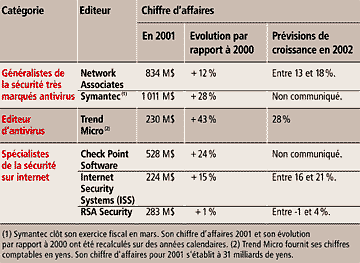 Catégorie Editeur Chiffre d'affaires
En 2001 Evolution par Prévisions de
rapport à 2000 croissance en 2002
Généralistes de Network 834 M$ + 12 % Entre 13 et 18%.
la sécurité très Associates
marqués antivirus Symantec (1) 1 011 M$ + 28 % Non communiqué.
Editeur Trend 230 M$ + 43 % 28 %
d'antivirus Micro (2)
Spécialistes Check Point 528 M$ + 24 % Non communiqué.
de la sécurité Software
sur internet Internet 224 M$ + 15 % Entre 16 et 21%.
Security
Systems (ISS)
RSA Security 283 M$ + 1 % Entre -1 et 4%.
(1) Symantec clôt son exercice fiscal en mars. Son chiffre d'affaires 2001 et son évolution
par rapport à 2000 ont été recalculés sur des années calendaires. (2) Trend Micro fournit ses chiffres
comptables en yens. Son chiffre d'affaires pour 2001 s'établit à 31 milliards de yens.